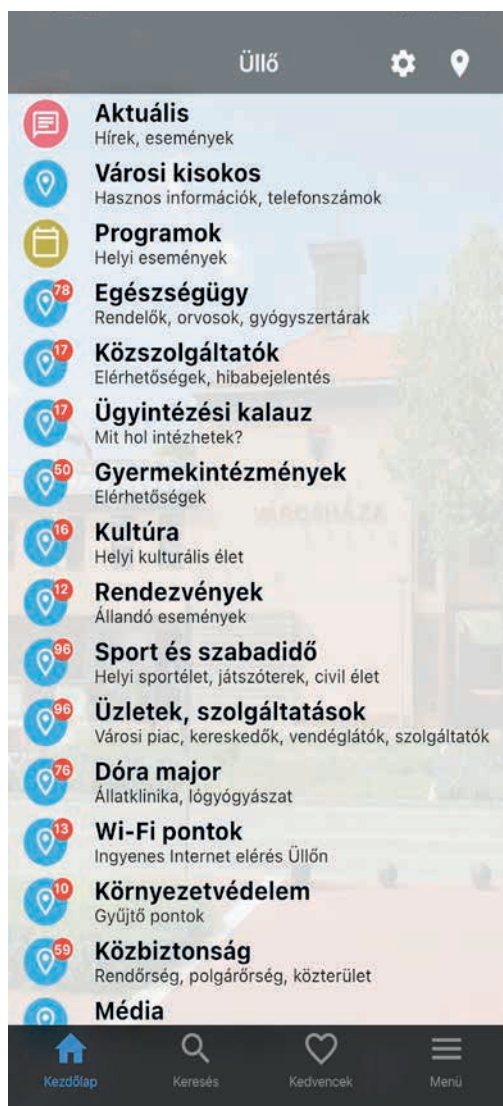 Üllő
Aktuális
Hírek, események
Városi kisokos
Hasznos információk, telefonszámok
Programok
Helyi események
78
Egészségügy
Rendelők, orvosok, gyógyszertárak
17
Közszolgáltatók
Elérhetőségek, hibabejelentés
17
Ügyintézési kalauz
Mit hol intézhetek?
50
Gyermekintézmények
Elérhetőségek
VÁROSHÁZA
16
Kultúra
Helyi kulturális élet
12
Rendezvények
Állandó események
96
Sport és szabadidő
Helyi sportélet, játszóterek, civil élet
96
Üzletek, szolgáltatások
Városi piac, kereskedők, vendéglátók, szolgáltatók
76
Dóra major
Állatklinika, lógyógyászat
13
Wi-Fi pontok
Ingyenes Internet elérés Üllőn
10
Környezetvédelem
Gyűjtő pontok
59
Közbiztonság
Rendőrség, polgárőrség, közterület
Média
Kezdőlap
Keresés
Kedvencek
Menü